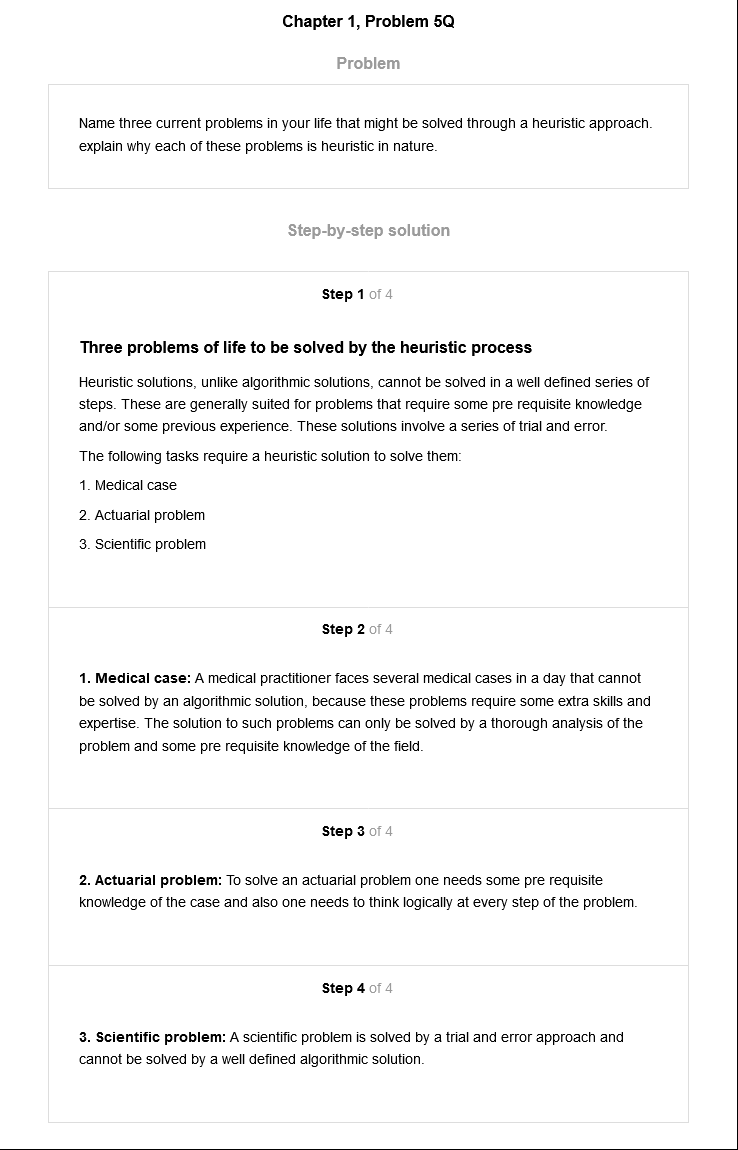 Chapter 1, Problem 5Q
Problem
Name three current problems in your life that might be solved through a heuristic approach.
explain why each of these problems is heuristic in nature.
Step-by-step solution
Step 1 of 4
Three problems of life to be solved by the heuristic process
Heuristic solutions, unlike algorithmic solutions, cannot be solved in a well defined series of
steps. These are generally suited for problems that require some pre requisite knowledge
and/or some previous experience. These solutions involve a series of trial and error.
The following tasks require a heuristic solution to solve them:
1. Medical case
2. Actuarial problem
3. Scientific problem
Step 2 of 4
1. Medical case: A medical practitioner faces several medical cases in a day that cannot
be solved by an algorithmic solution, because these problems require some extra skills and
expertise. The solution to such problems can only be solved by a thorough analysis of the
problem and some pre requisite knowledge of the field.
Step 3 of 4
2. Actuarial problem: To solve an actuarial problem one needs some pre requisite
knowledge of the case and also one needs to think logically at every step of the problem.
Step 4 of 4
3. Scientific problem: A scientific problem is solved by a trial and error approach and
cannot be solved by a well defined algorithmic solution.